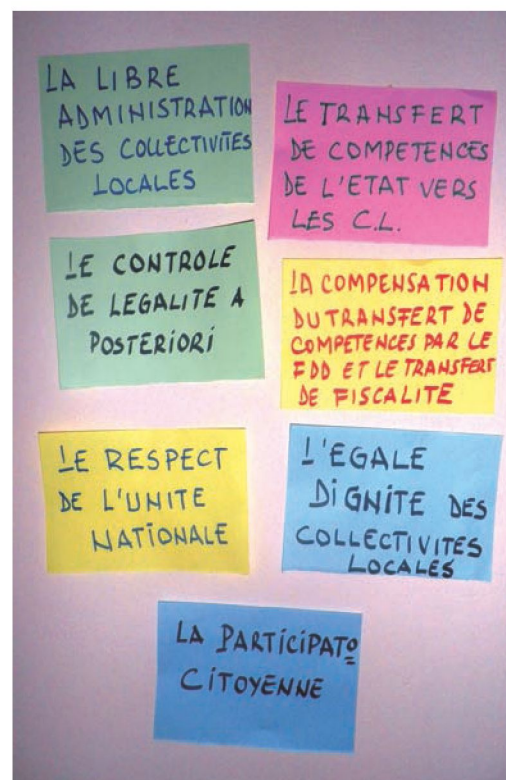 LA LIBRE
ADMINISTRATION
DES COLLECTIVITES
LOCALES
LE TRANSFERT
DE COMPETENCES
DE L'ETAT VERS
LES C.L.
LE CONTROLE
DE LEGALITE A
POSTERIORI
LA COMPENSATION
DU TRANSFERT DE
COMPETENCES PAR LE
FDD ET LE TRANSFERT
DE FISCALITE
LE RESPECT
DE L'UNITE
NATIONALE
L'EGALE
DIGNITE DES
COLLECTIVITES
LOCALES
LA PARTICIPATº
CITOYENNE